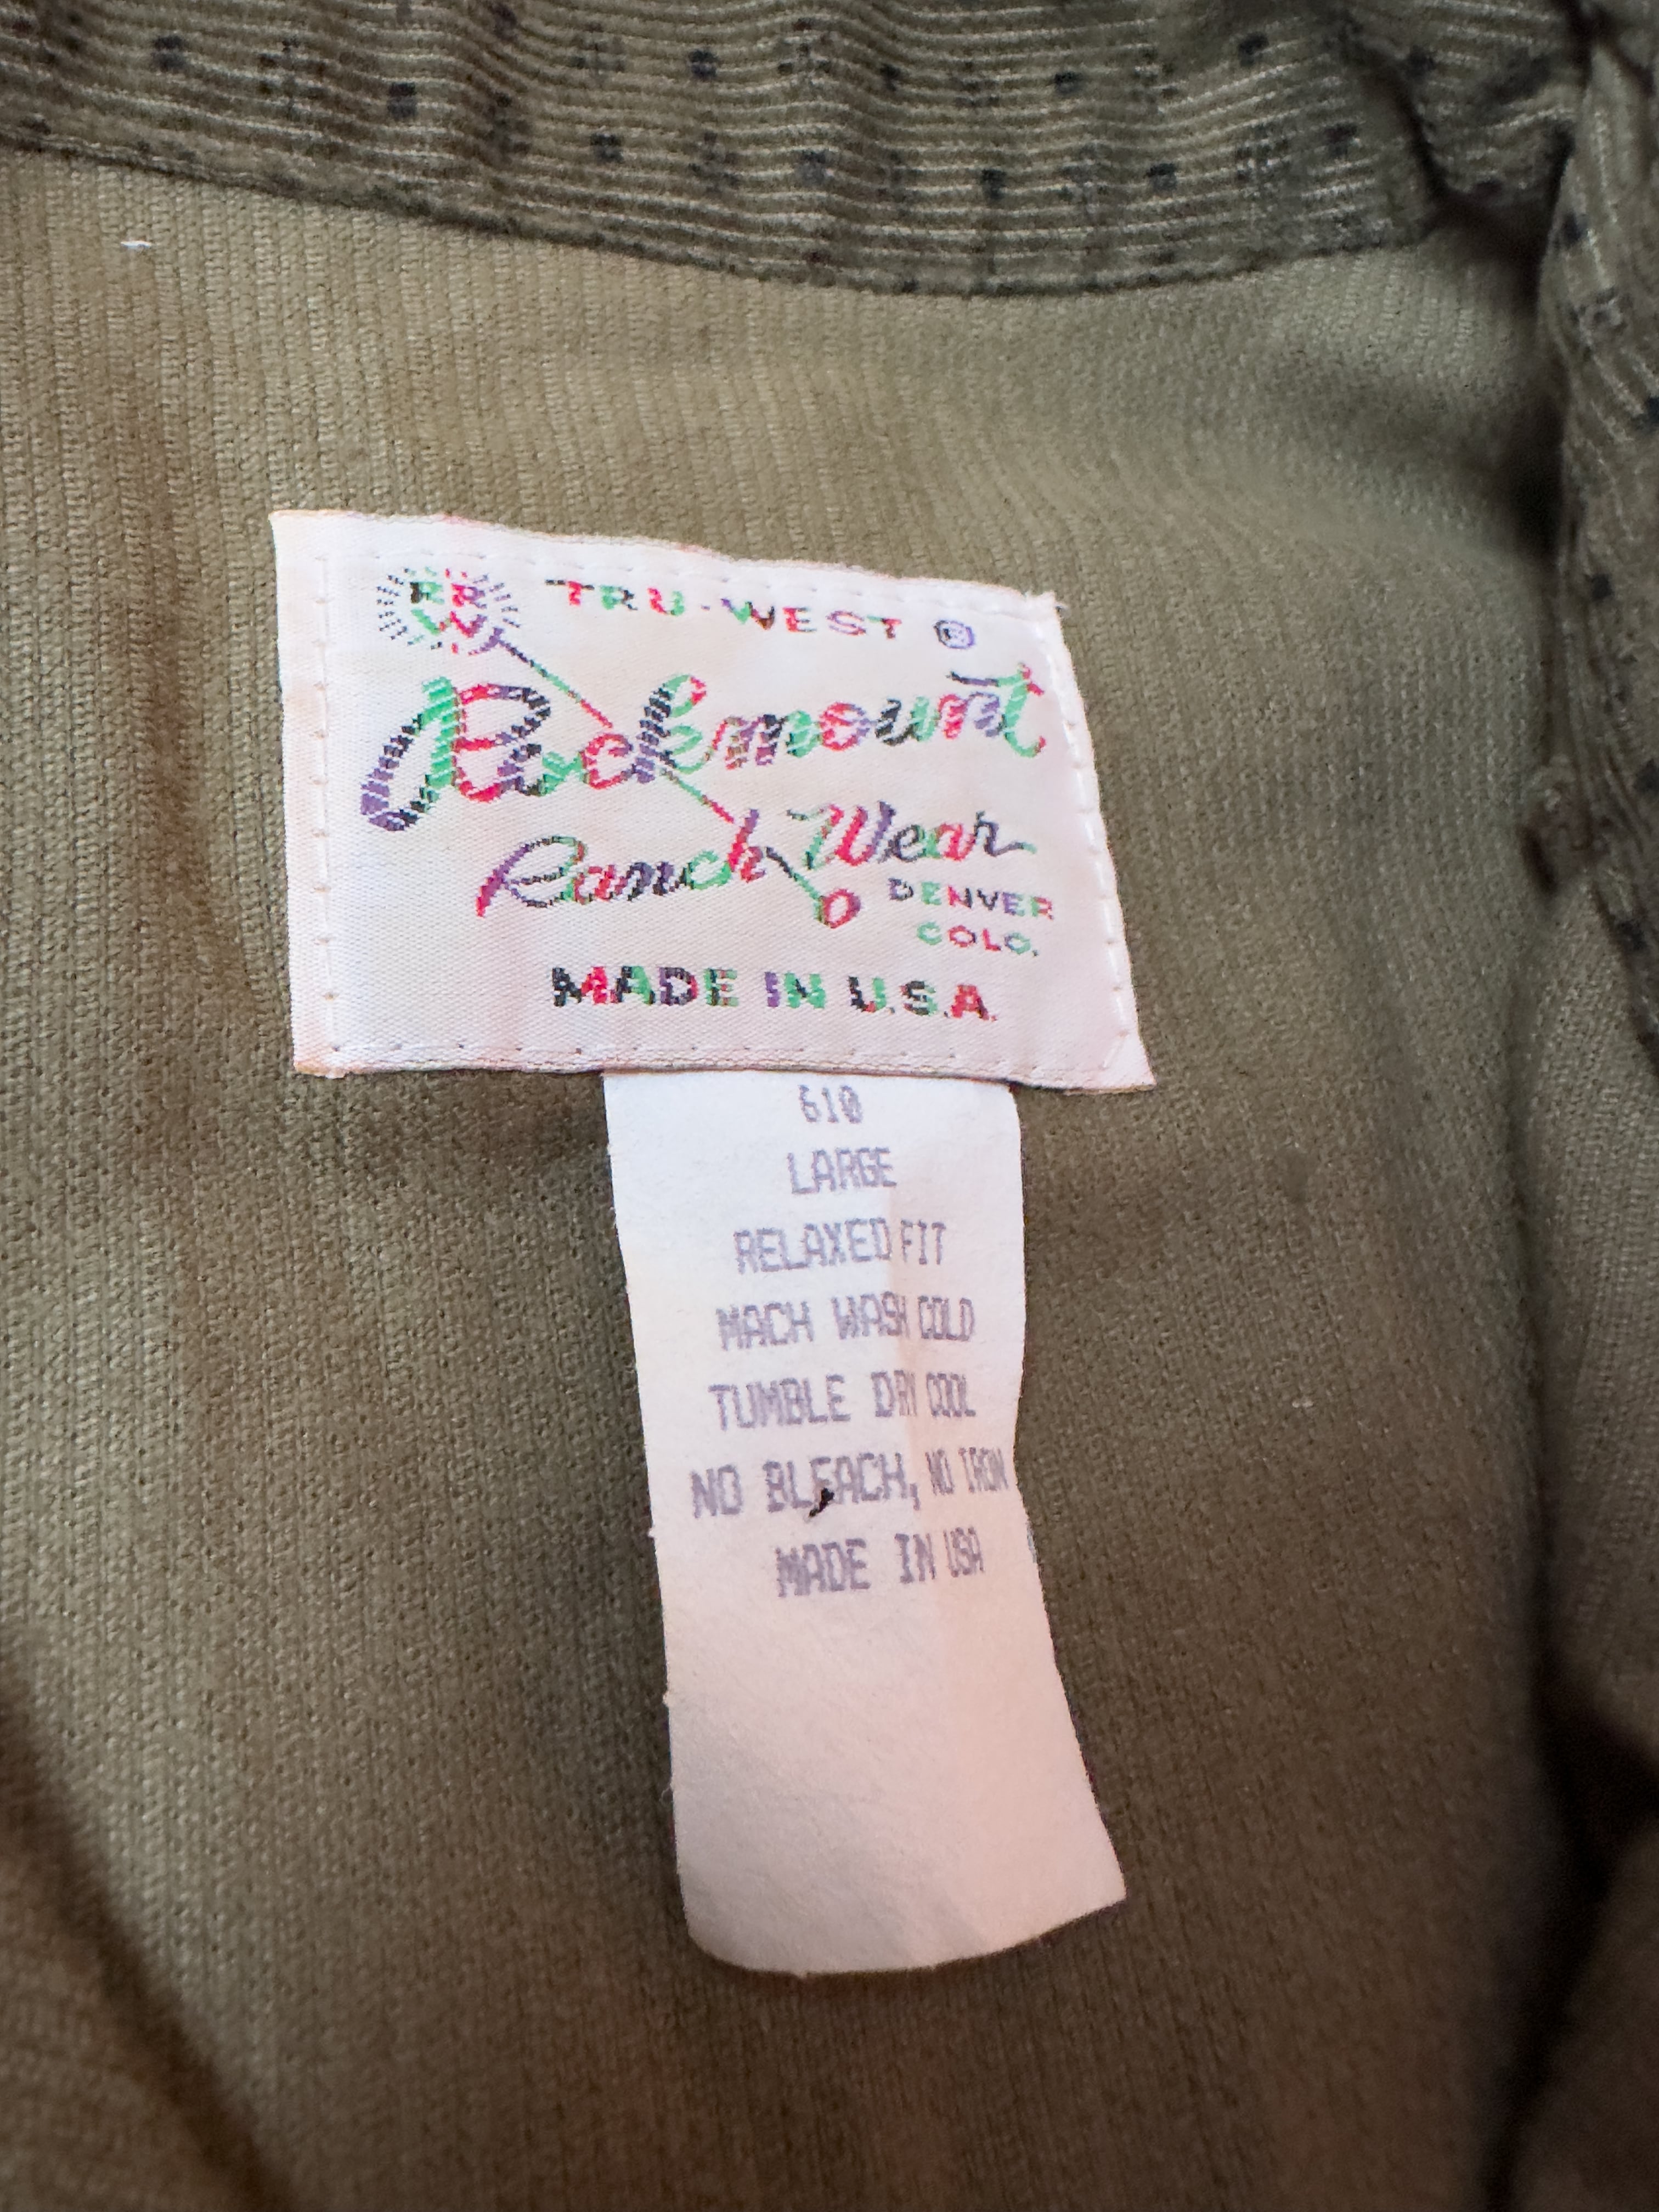 RR
W
TRU-WEST ®
Rockmount
Ranch Wear
DENVER
COLO.
MADE IN U.S.A.
610
LARGE
RELAXED FIT
MACH WASH COLD
TUMBLE DRY COOL
NO BLEACH, NO IRON
MADE IN USA